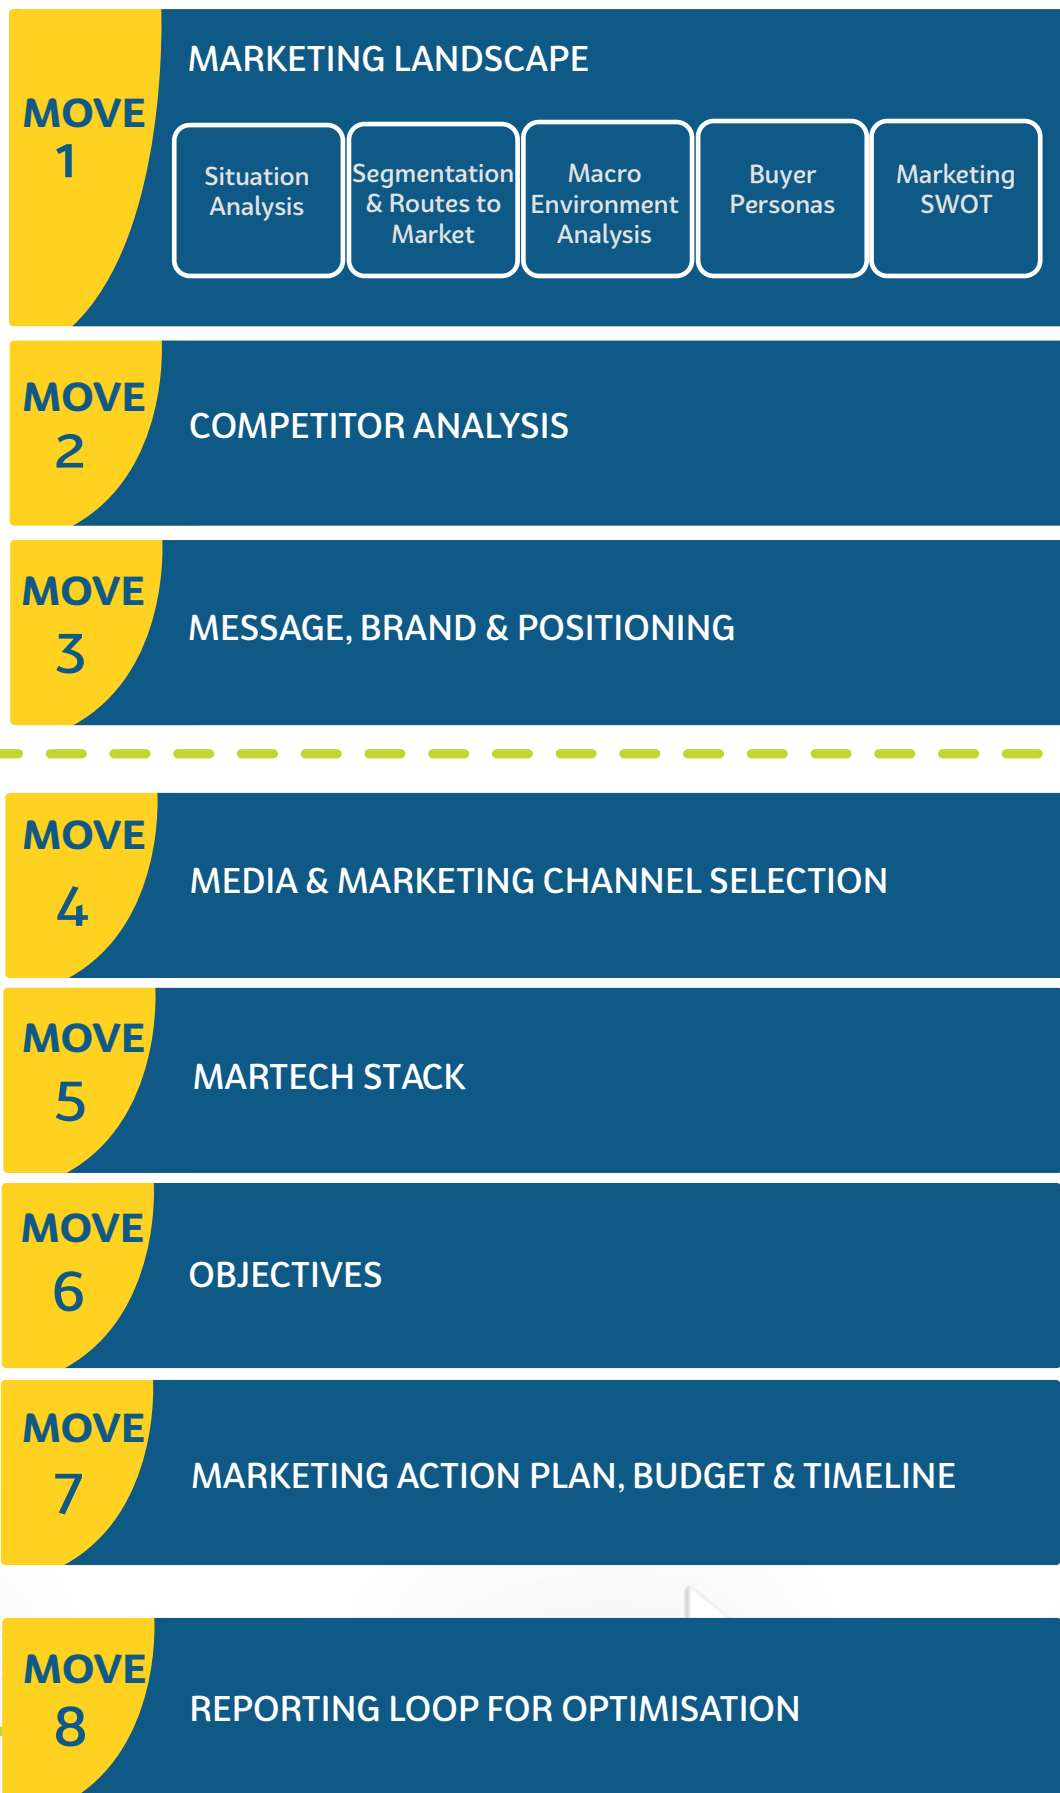 MOVE
1
MARKETING LANDSCAPE
Situation
Analysis
Segmentation
& Routes to
Market
Macro
Environment
Analysis
Buyer
Personas
Marketing
SWOT
MOVE
2
COMPETITOR ANALYSIS
MOVE
3
MESSAGE, BRAND & POSITIONING
MOVE
4
MEDIA & MARKETING CHANNEL SELECTION
MOVE
5
MARTECH STACK
MOVE
6
OBJECTIVES
MOVE
7
MARKETING ACTION PLAN, BUDGET & TIMELINE
MOVE
8
REPORTING LOOP FOR OPTIMISATION